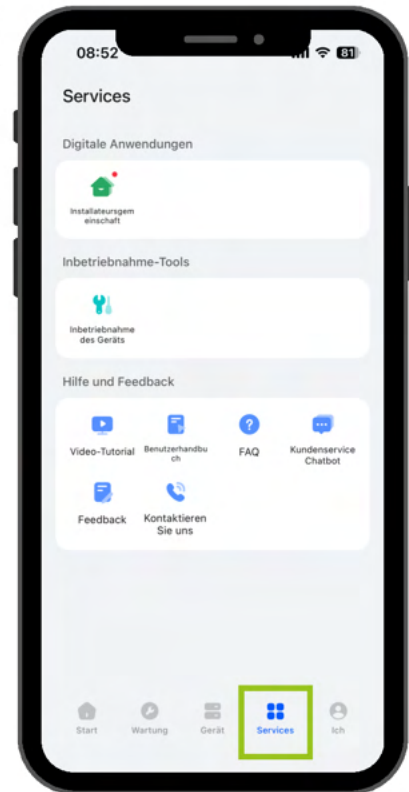 08:52
81
Services
Digitale Anwendungen
Installateursgem
einschaft
Inbetriebnahme-Tools
Inbetriebnahme
des Geräts
Hilfe und Feedback
Video-Tutorial
Benutzerhandbu
ch
FAQ
Kundenservice
Chatbot
Feedback
Kontaktieren
Sie uns
Start
Wartung
Gerät
Services
Ich